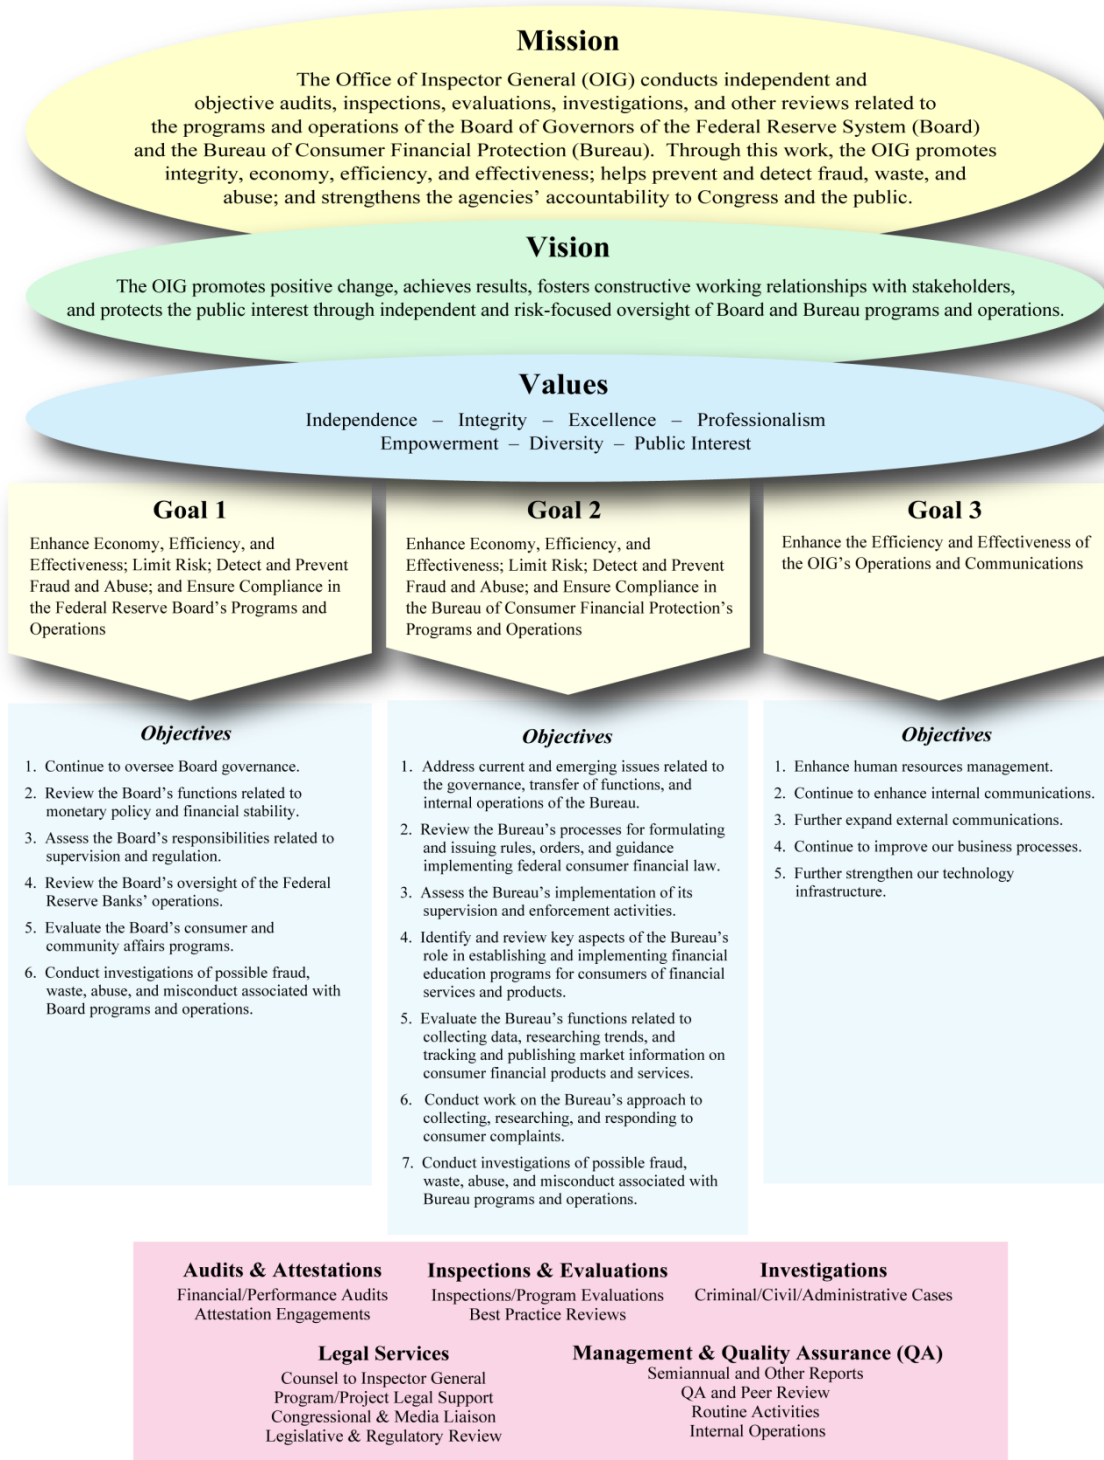 Mission
The Office of Inspector General (OIG) conducts independent and
objective audits, inspections, evaluations, investigations, and other reviews related to
the programs and operations of the Board of Governors of the Federal Reserve System (Board)
and the Bureau of Consumer Financial Protection (Bureau).  Through this work, the OIG promotes
integrity, economy, efficiency, and effectiveness; helps prevent and detect fraud, waste, and
abuse; and strengthens the agencies’ accountability to Congress and the public.
Vision
The OIG promotes positive change, achieves results, fosters constructive working relationships with stakeholders,
and protects the public interest through independent and risk-focused oversight of Board and Bureau programs and operations.
Values
Independence – Integrity – Excellence – Professionalism
Empowerment – Diversity – Public Interest
Goal 1
Enhance Economy, Efficiency, and
Effectiveness; Limit Risk; Detect and Prevent
Fraud and Abuse; and Ensure Compliance in
the Federal Reserve Board’s Programs and
Operations
Objectives
1. Continue to oversee Board governance.
2. Review the Board’s functions related to
monetary policy and financial stability.
3. Assess the Board’s responsibilities related to
supervision and regulation.
4. Review the Board’s oversight of the Federal
Reserve Banks’ operations.
5. Evaluate the Board’s consumer and
community affairs programs.
6. Conduct investigations of possible fraud,
waste, abuse, and misconduct associated with
Board programs and operations.
Goal 2
Enhance Economy, Efficiency, and
Effectiveness; Limit Risk; Detect and Prevent
Fraud and Abuse; and Ensure Compliance in
the Bureau of Consumer Financial Protection’s
Programs and Operations
Objectives
1. Address current and emerging issues related to
the governance, transfer of functions, and
internal operations of the Bureau.
2. Review the Bureau’s processes for formulating
and issuing rules, orders, and guidance
implementing federal consumer financial law.
3. Assess the Bureau’s implementation of its
supervision and enforcement activities.
4. Identify and review key aspects of the Bureau’s
role in establishing and implementing financial
education programs for consumers of financial
services and products.
5. Evaluate the Bureau’s functions related to
collecting data, researching trends, and
tracking and publishing market information on
consumer financial products and services.
6. Conduct work on the Bureau’s approach to
collecting, researching, and responding to
consumer complaints.
7. Conduct investigations of possible fraud,
waste, abuse, and misconduct associated with
Bureau programs and operations.
Goal 3
Enhance the Efficiency and Effectiveness of
the OIG’s Operations and Communications
Objectives
1. Enhance human resources management.
2. Continue to enhance internal communications.
3. Further expand external communications.
4. Continue to improve our business processes.
5. Further strengthen our technology
infrastructure.
Audits & Attestations
Financial/Performance Audits
Attestation Engagements
Inspections & Evaluations
Inspections/Program Evaluations
Best Practice Reviews
Investigations
Criminal/Civil/Administrative Cases
Legal Services
Counsel to Inspector General
Program/Project Legal Support
Congressional & Media Liaison
Legislative & Regulatory Review
Management & Quality Assurance (QA)
Semiannual and Other Reports
QA and Peer Review
Routine Activities
Internal Operations